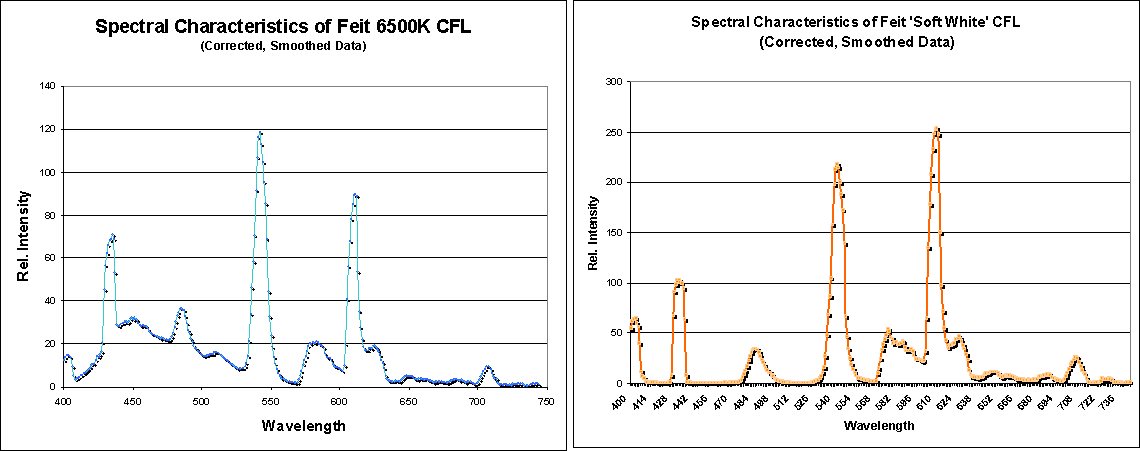 Spectral Characteristics of Feit 6500K CFL
(Corrected, Smoothed Data)
Rel. Intensity
140
120
100
80
60
40
20
0
400 450 500 550 600 650 700 750
Wavelength
Spectral Characteristics of Feit 'Soft White' CFL
(Corrected, Smoothed Data)
Rel. Intensity
300
250
200
150
100
50
0
400 414 428 442 456 470 484 498 512 526 540 554 568 582 596 610 624 638 652 666 680 684 708 722 736
Wavelength